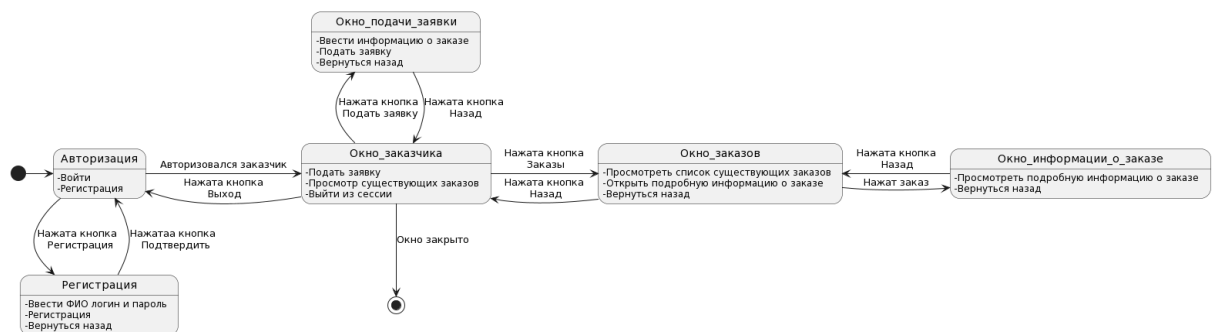 Окно_подачи_заявки
-Ввести информацию о заказе
-Подать заявку
-Вернуться назад
Нажата кнопка
Подать заявку
Нажата кнопка
Назад
Авторизация
-Войти
-Регистрация
Авторизовался заказчик
Нажата кнопка
Выход
Окно_заказчика
-Подать заявку
-Просмотр существующих заказов
-Выйти из сессии
Нажата кнопка
Заказы
Нажата кнопка
Назад
Окно_заказов
-Просмотреть список существующих заказов
-Открыть подробную информацию о заказе
-Вернуться назад
Нажата кнопка
Назад
Нажат заказ
Окно_информации_о_заказе
-Просмотреть подробную информацию о заказе
-Вернуться назад
Нажата кнопка
Регистрация
Нажатаа кнопка
Подтвердить
Окно закрыто
Регистрация
-Ввести ФИО логин и пароль
-Регистрация
-Вернуться назад